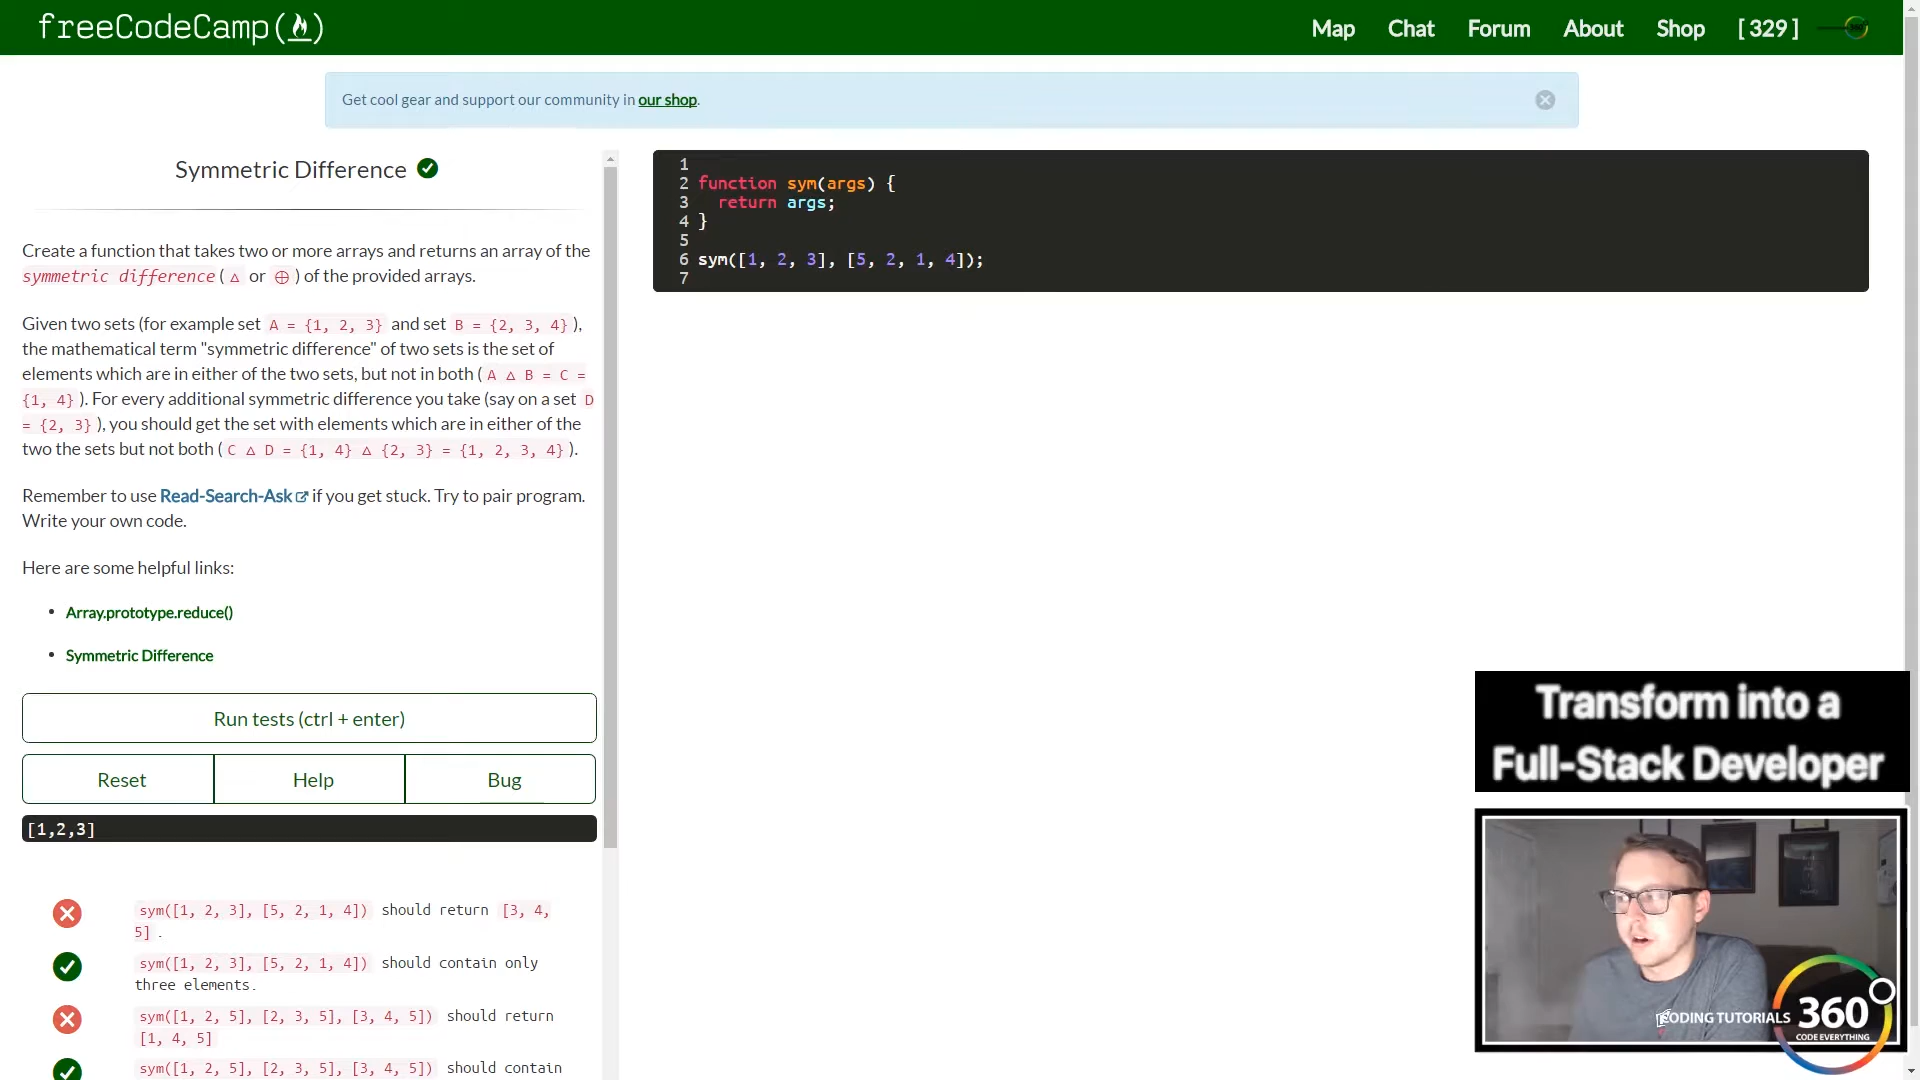 freeCodeCamp
Map Chat Forum About Shop [ 329 ]
Get cool gear and support our community in our shop.
Symmetric Difference
Create a function that takes two or more arrays and returns an array of the
symmetric difference ( △ or ⊕ ) of the provided arrays.
Given two sets (for example set A = {1, 2, 3} and set B = {2, 3, 4} ),
the mathematical term "symmetric difference" of two sets is the set of
elements which are in either of the two sets, but not in both ( A △ B = C =
{1, 4} ). For every additional symmetric difference you take (say on a set D
= {2, 3} ), you should get the set with elements which are in either of the
two the sets but not both ( C △ D = {1, 4} △ {2, 3} = {1, 2, 3, 4} ).
Remember to use Read-Search-Ask if you get stuck. Try to pair program.
Write your own code.
Here are some helpful links:
• Array.prototype.reduce()
• Symmetric Difference
Run tests (ctrl + enter)
Reset Help Bug
[1,2,3]
sym([1, 2, 3], [5, 2, 1, 4]) should return [3, 4,
5] .
sym([1, 2, 3], [5, 2, 1, 4]) should contain only
three elements.
sym([1, 2, 5], [2, 3, 5], [3, 4, 5]) should return
[1, 4, 5]
sym([1, 2, 5], [2, 3, 5], [3, 4, 5]) should contain
1
2 function sym(args) {
3 return args;
4 }
5
6 sym([1, 2, 3], [5, 2, 1, 4]);
7
Transform into a
Full-Stack Developer
CODING TUTORIALS 360
CODE EVERYTHING